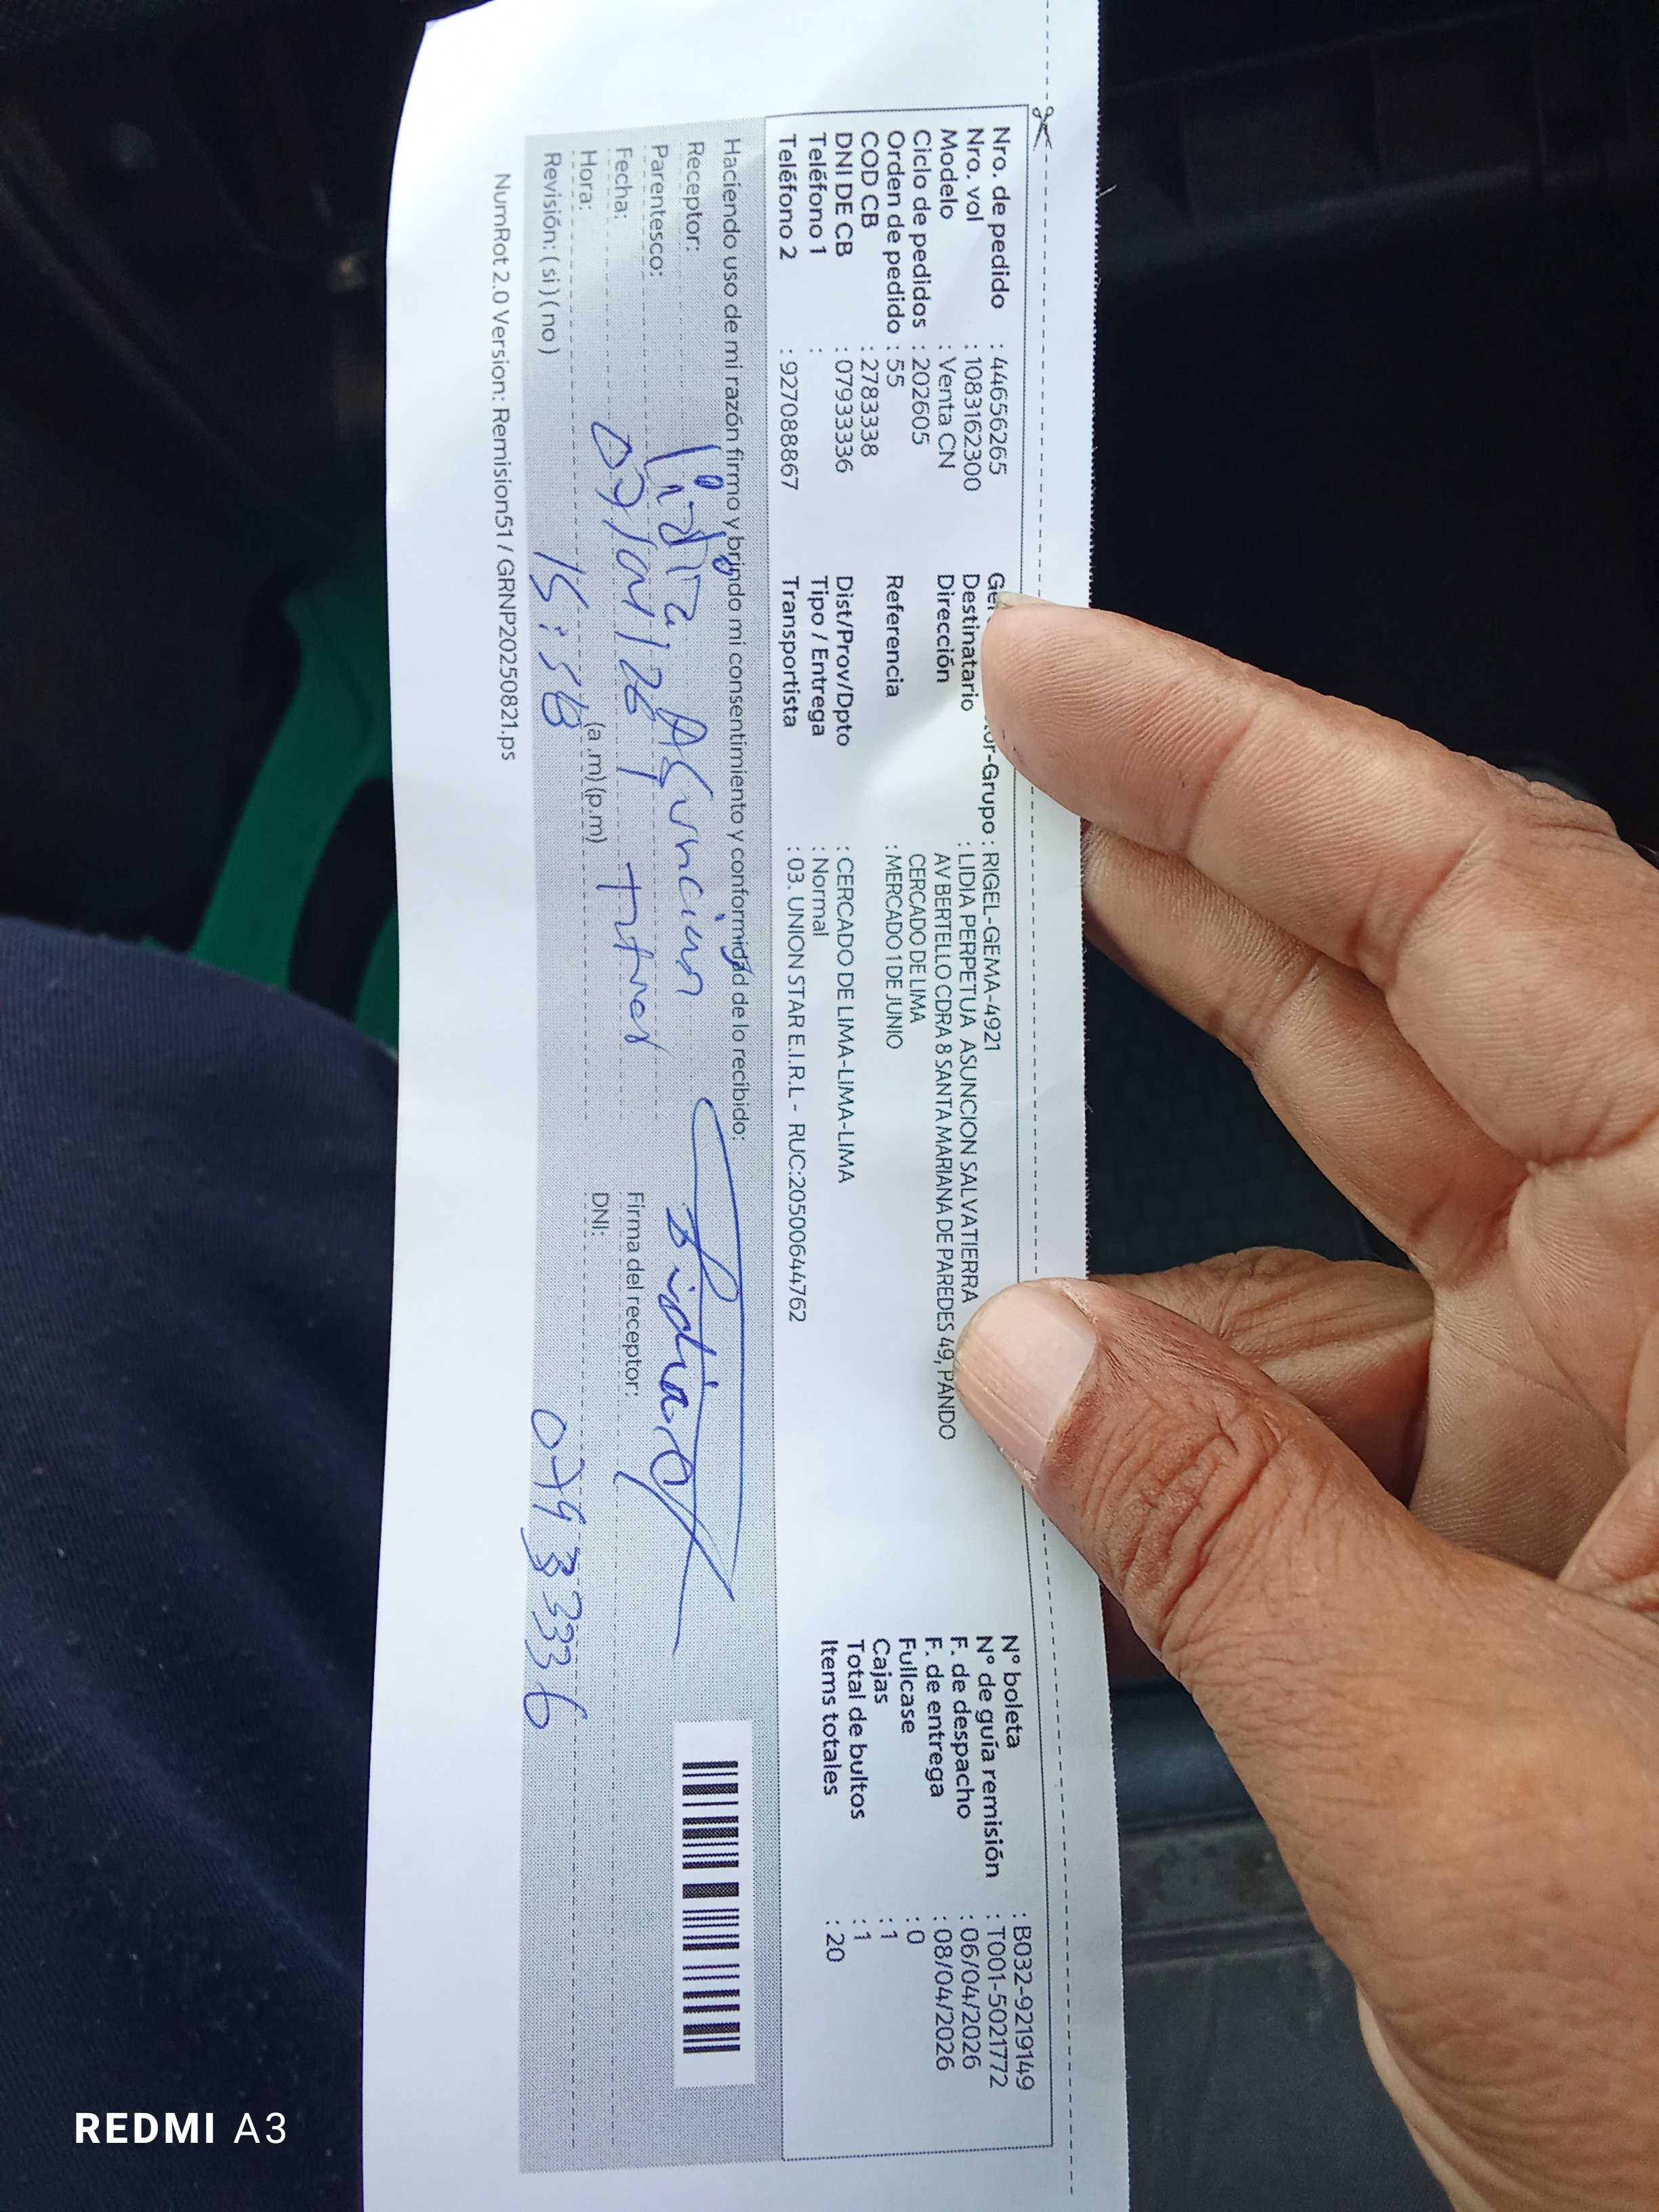 Nro. de pedido : 44656265
Nro. vol : 1083162300
Modelo : Venta CN
Ciclo de pedidos : 202605
Orden de pedido : 55
COD CB : 2783338
DNI DE CB : 07933336
Teléfono 1 :
Teléfono 2 : 927088867
-Grupo : RIGEL-GEMA-4921
Destinatario : LIDIA PERPETUA ASUNCION SALVATIERRA
Dirección AV BERTELLO CDRA 8 SANTA MARIANA DE PAREDES 49, PANDO
CERCADO DE LIMA
Referencia : MERCADO 1 DE JUNIO
Dist/Prov/Dpto : CERCADO DE LIMA-LIMA-LIMA
Tipo / Entrega : Normal
Transportista : 03. UNION STAR E.I.R.L - RUC:20500644762
N° boleta : B032-9219149
N° de guía remisión : T001-5021772
F. de despacho : 06/04/2026
F. de entrega : 08/04/2026
Fullcase : 0
Cajas : 1
Total de bultos : 1
Items totales : 20
Haciendo uso de mi razón firmo y brindo mi consentimiento y conformidad de lo recibido:
Receptor: Lidia Asuncion
Parentesco:
Fecha: 07/04/26
Hora: 15:38 (a.m) (p.m)
Revisión: ( si ) ( no )
Firma del receptor:
DNI: 07933336
NumRot 2.0 Version: Remision51 / GRNP20250821.ps
REDMI A3